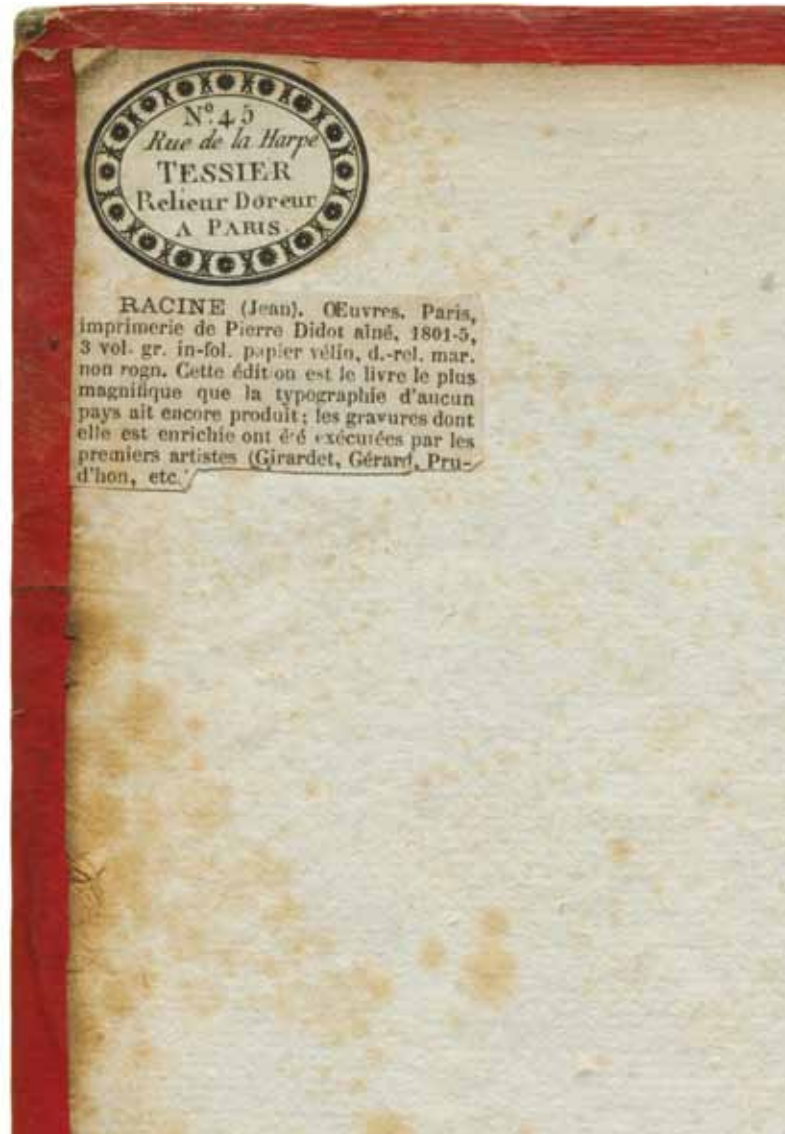 N.º 45
Rue de la Harpe
TESSIER
Relieur Doreur
A PARIS
RACINE (Jean). Œuvres. Paris,
imprimerie de Pierre Didot aîné, 1801-5,
3 vol. gr. in-fol. papier vélin, d.-rel. mar.
non rogn. Cette édition est le livre le plus
magnifique que la typographie d'aucun
pays ait encore produit; les gravures dont
elle est enrichie ont été exécutées par les
premiers artistes (Girardet, Gérard, Pru-
d'hon, etc.